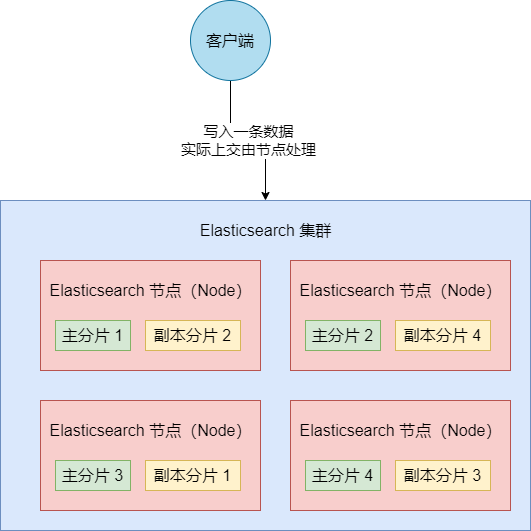 客户端
写入一条数据
实际上交由节点处理
Elasticsearch 集群
Elasticsearch 节点（Node）
主分片 1
副本分片 2
Elasticsearch 节点（Node）
主分片 2
副本分片 4
Elasticsearch 节点（Node）
主分片 3
副本分片 1
Elasticsearch 节点（Node）
主分片 4
副本分片 3